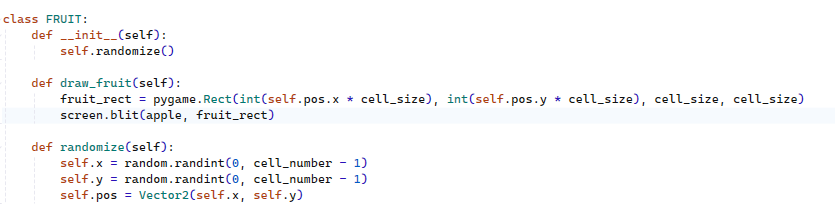 class FRUIT:
    def __init__(self):
        self.randomize()

    def draw_fruit(self):
        fruit_rect = pygame.Rect(int(self.pos.x * cell_size), int(self.pos.y * cell_size), cell_size, cell_size)
        screen.blit(apple, fruit_rect)

    def randomize(self):
        self.x = random.randint(0, cell_number - 1)
        self.y = random.randint(0, cell_number - 1)
        self.pos = Vector2(self.x, self.y)